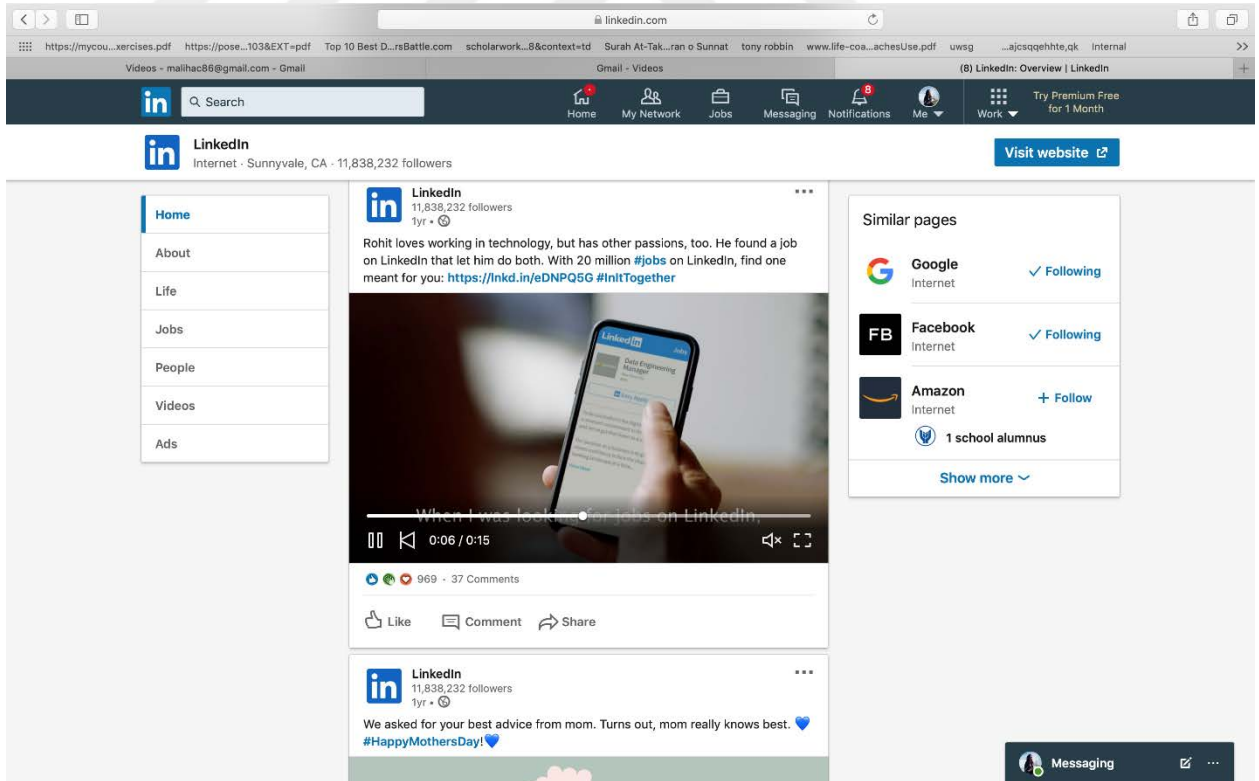 linkedin.com
https://mycou...xercises.pdf https://pose...103&EXT=pdf Top 10 Best D...rsBattle.com scholarwork...8&context=td Surah At-Tak...ran o Sunnat tony robbin www.life-coa...achesUse.pdf uwsg ...ajcsqqehhte,qk Internal >>
Videos - malihac86@gmail.com - Gmail
Gmail - Videos
(8) LinkedIn: Overview | LinkedIn
in
Search
Home
My Network
Jobs
Messaging
8
Notifications
Me
Work
Try Premium Free
for 1 Month
in
LinkedIn
Internet · Sunnyvale, CA · 11,838,232 followers
Visit website
Home
About
Life
Jobs
People
Videos
Ads
in
LinkedIn
11,838,232 followers
1yr •
Rohit loves working in technology, but has other passions, too. He found a job
on LinkedIn that let him do both. With 20 million #jobs on LinkedIn, find one
meant for you: https://lnkd.in/eDNPQ5G #InItTogether
LinkedIn
Jobs
Data Engineering
Manager
When I was looking for jobs on LinkedIn,
0:06 / 0:15
969 · 37 Comments
Like
Comment
Share
in
LinkedIn
11,838,232 followers
1yr •
We asked for your best advice from mom. Turns out, mom really knows best. 💙
#HappyMothersDay!💙
Similar pages
Google
Internet
✓ Following
FB
Facebook
Internet
✓ Following
Amazon
Internet
+ Follow
1 school alumnus
Show more
Messaging